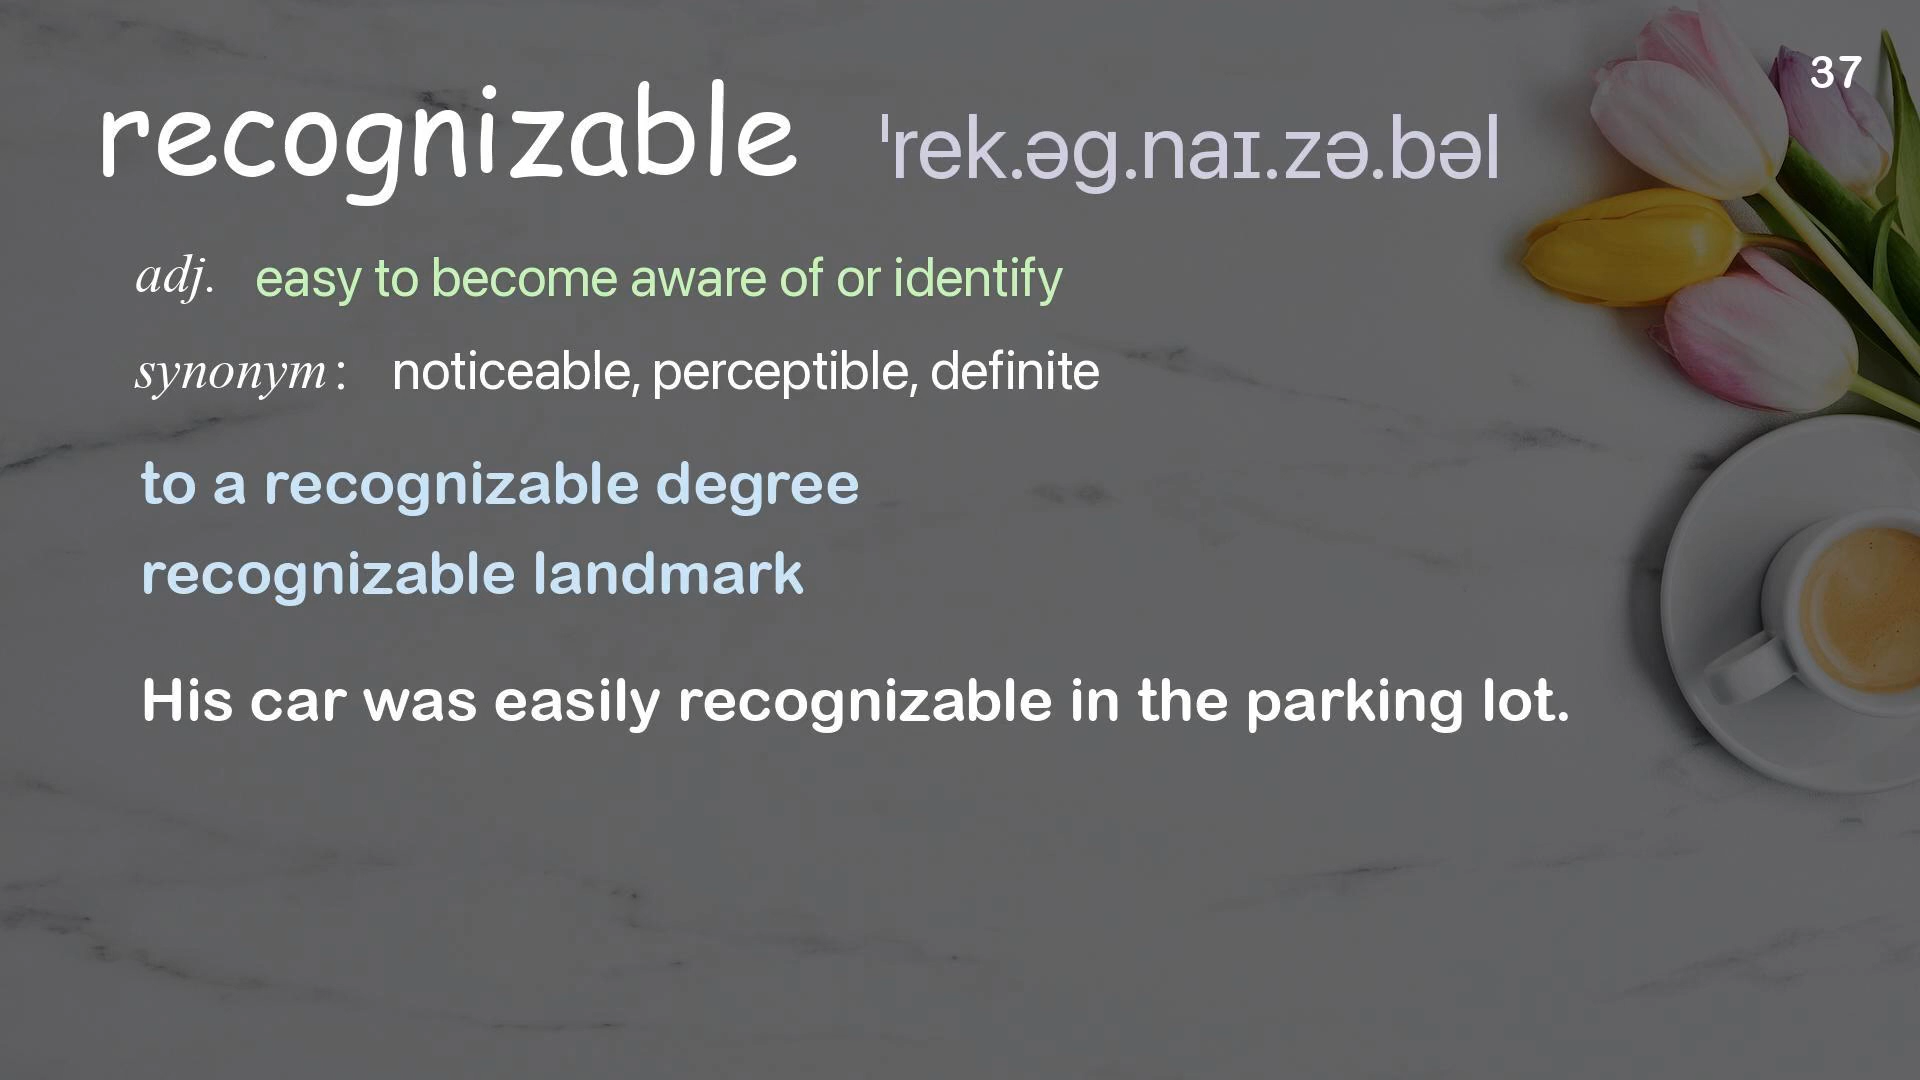 37
recognizable ˈrek.əg.naɪ.zə.bəl
adj. easy to become aware of or identify
synonym : noticeable, perceptible, definite
to a recognizable degree
recognizable landmark
His car was easily recognizable in the parking lot.